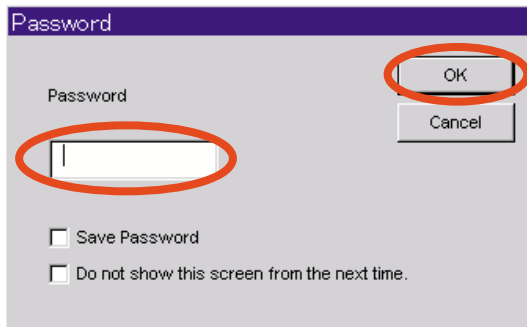 Password
OK
Password
Cancel
Save Password
Do not show this screen from the next time.